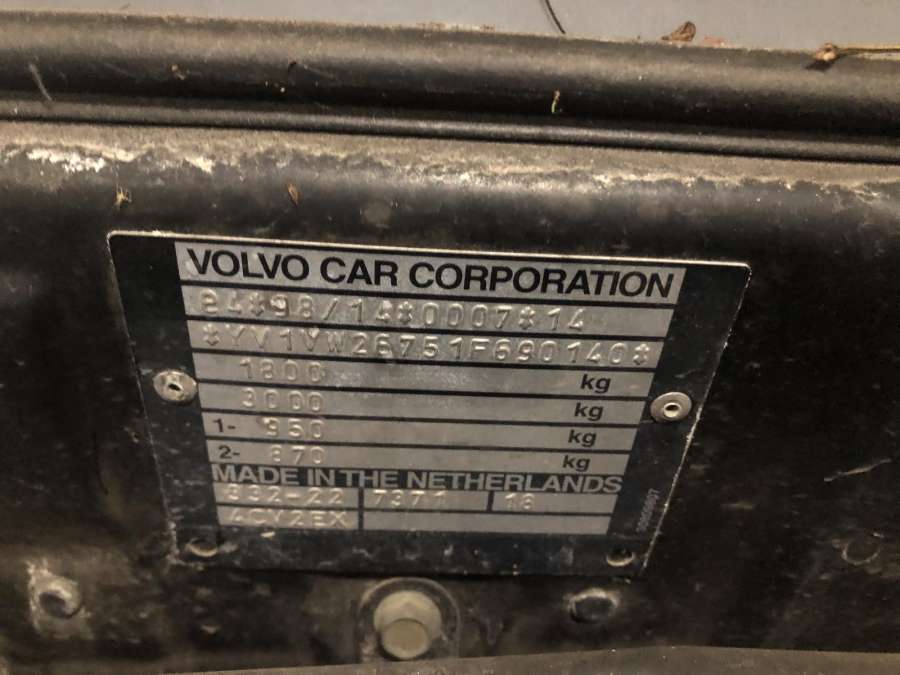 VOLVO CAR CORPORATION
e4*98/14*0007*14
*YV1VW26751F690140*
1800 kg
3000 kg
1- 950 kg
2- 870 kg
MADE IN THE NETHERLANDS
332-22 7371 16
4CY2EX